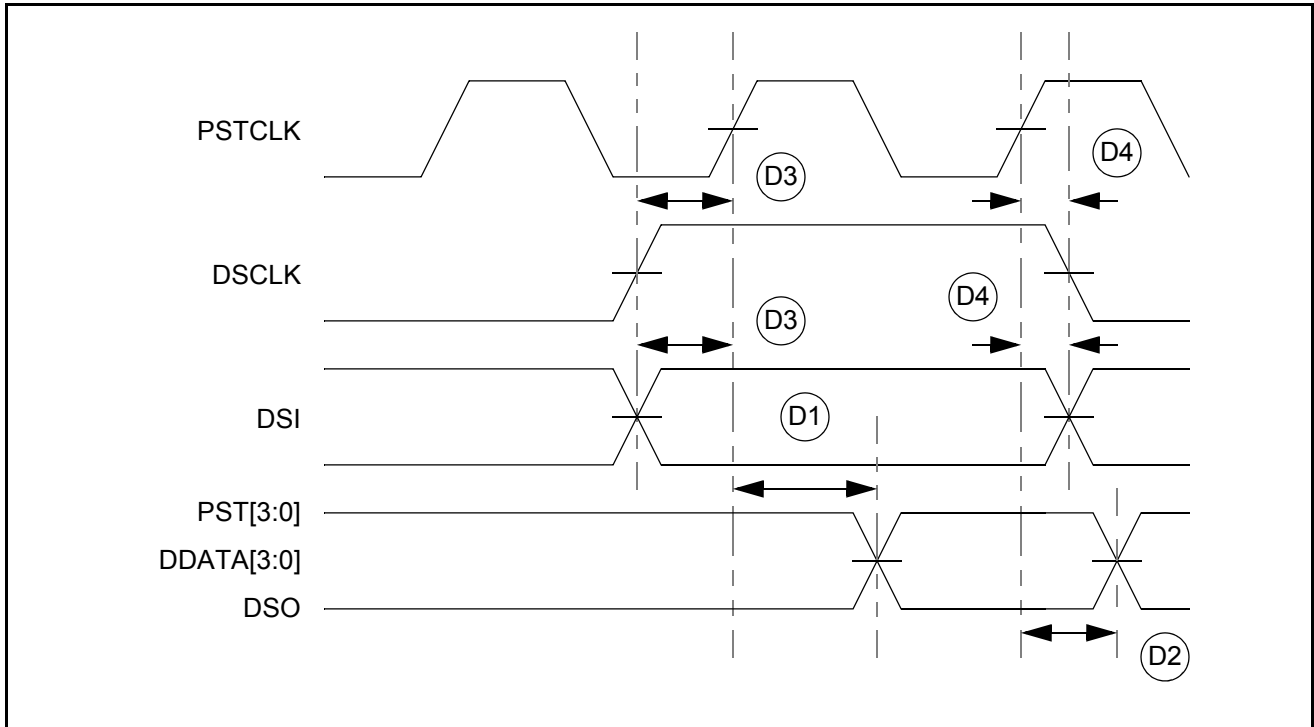 PSTCLK
D4
D3
DSCLK
D4
D3
DSI
D1
PST[3:0]
DDATA[3:0]
DSO
D2